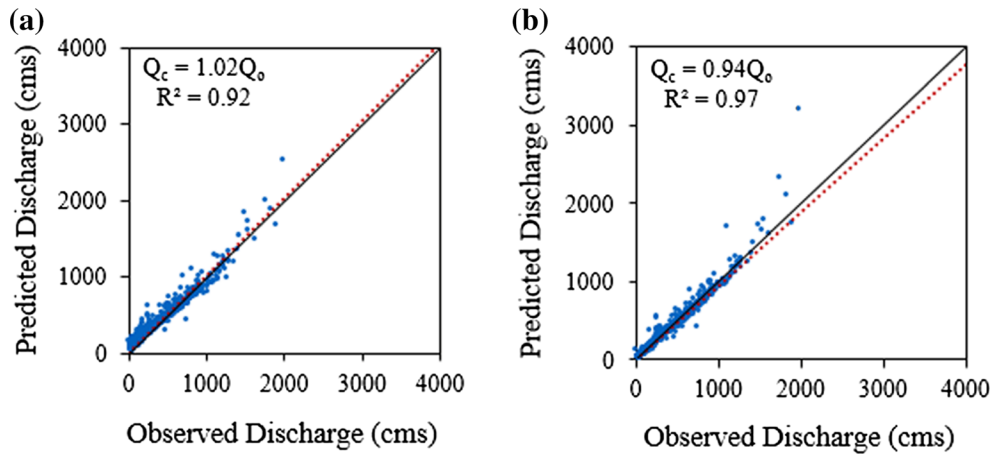 (a)
Predicted Discharge (cms)
4000
3000
2000
1000
0
Q꜀ = 1.02Qₒ
R² = 0.92
0 1000 2000 3000 4000
Observed Discharge (cms)
(b)
Predicted Discharge (cms)
4000
3000
2000
1000
0
Q꜀ = 0.94Qₒ
R² = 0.97
0 1000 2000 3000 4000
Observed Discharge (cms)